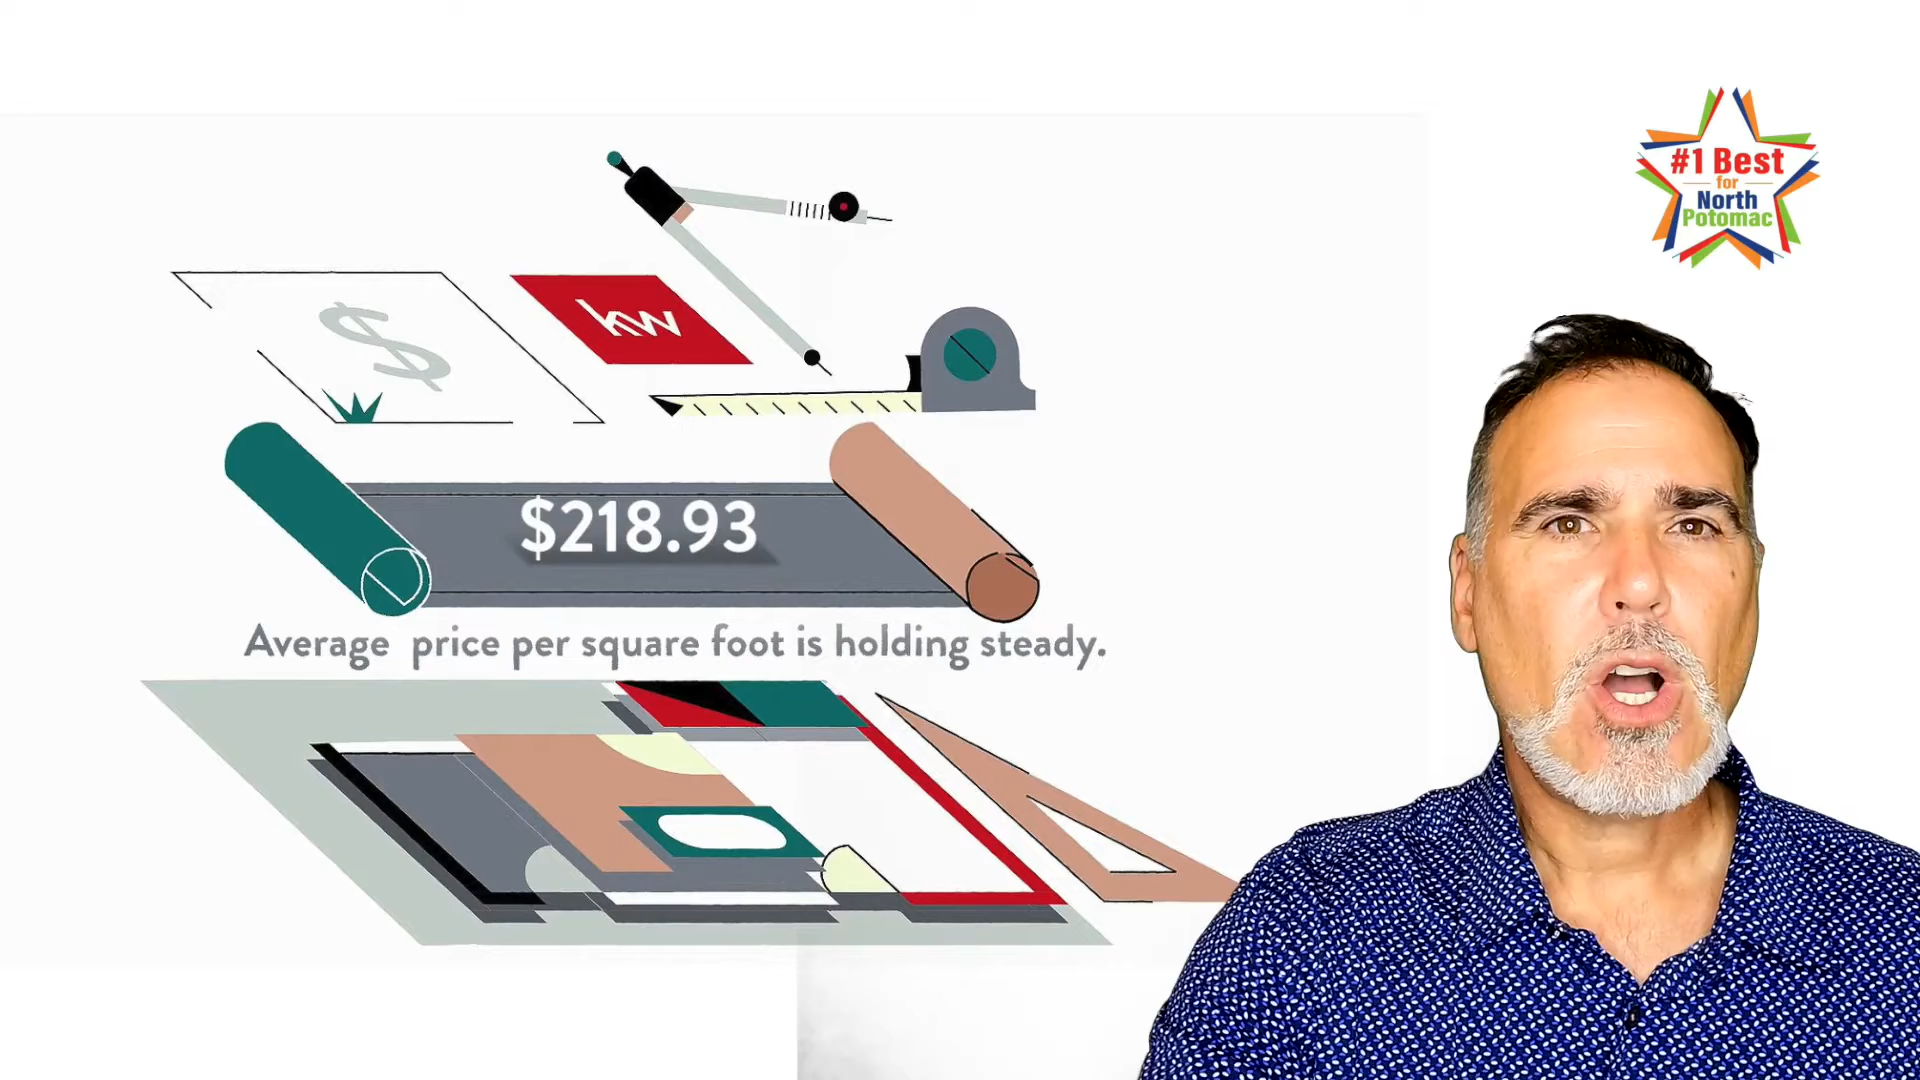 #1 Best
for
North
Potomac
$
kw
$218.93
Average price per square foot is holding steady.